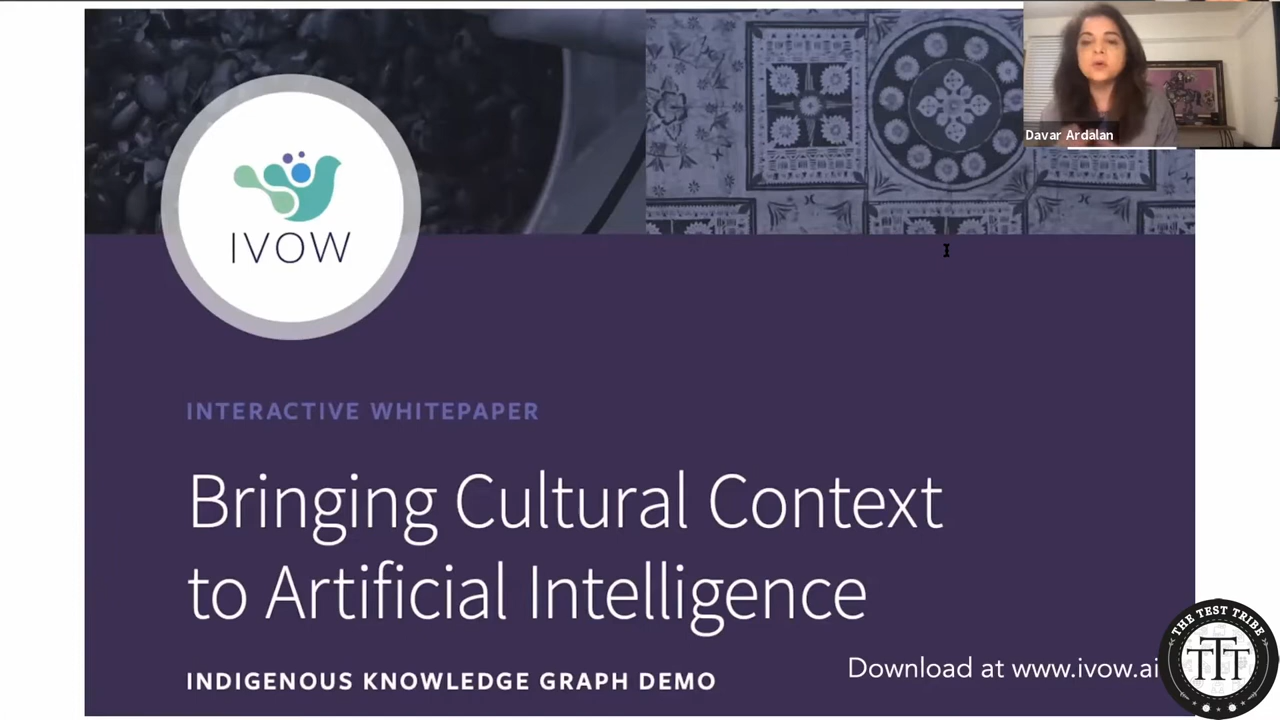 Davar Ardalan
IVOW
INTERACTIVE WHITEPAPER
Bringing Cultural Context
to Artificial Intelligence
INDIGENOUS KNOWLEDGE GRAPH DEMO
Download at www.ivow.ai
THE TEST TRIBE
TTT